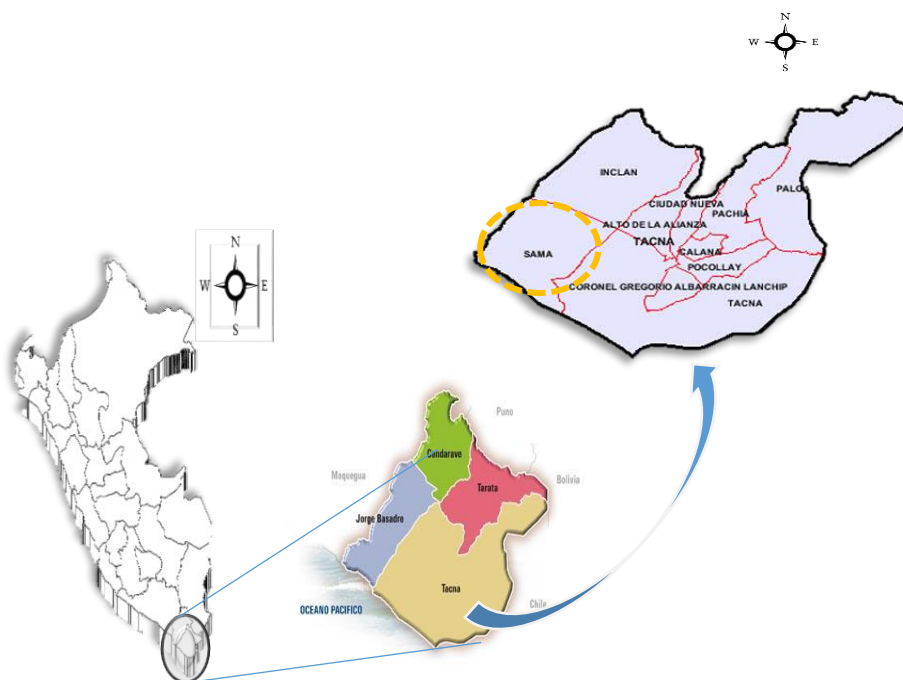 N
W E
S
INCLAN
PALCA
CIUDAD NUEVA
PACHIA
ALTO DE LA ALIANZA
TACNA
CALANA
SAMA
POCOLLAY
CORONEL GREGORIO ALBARRACIN LANCHIP
TACNA
N
W E
S
Puno
Candarave
Moquegua
Tarata
Bolivia
Jorge Basadre
Tacna
OCEANO PACIFICO
Chile